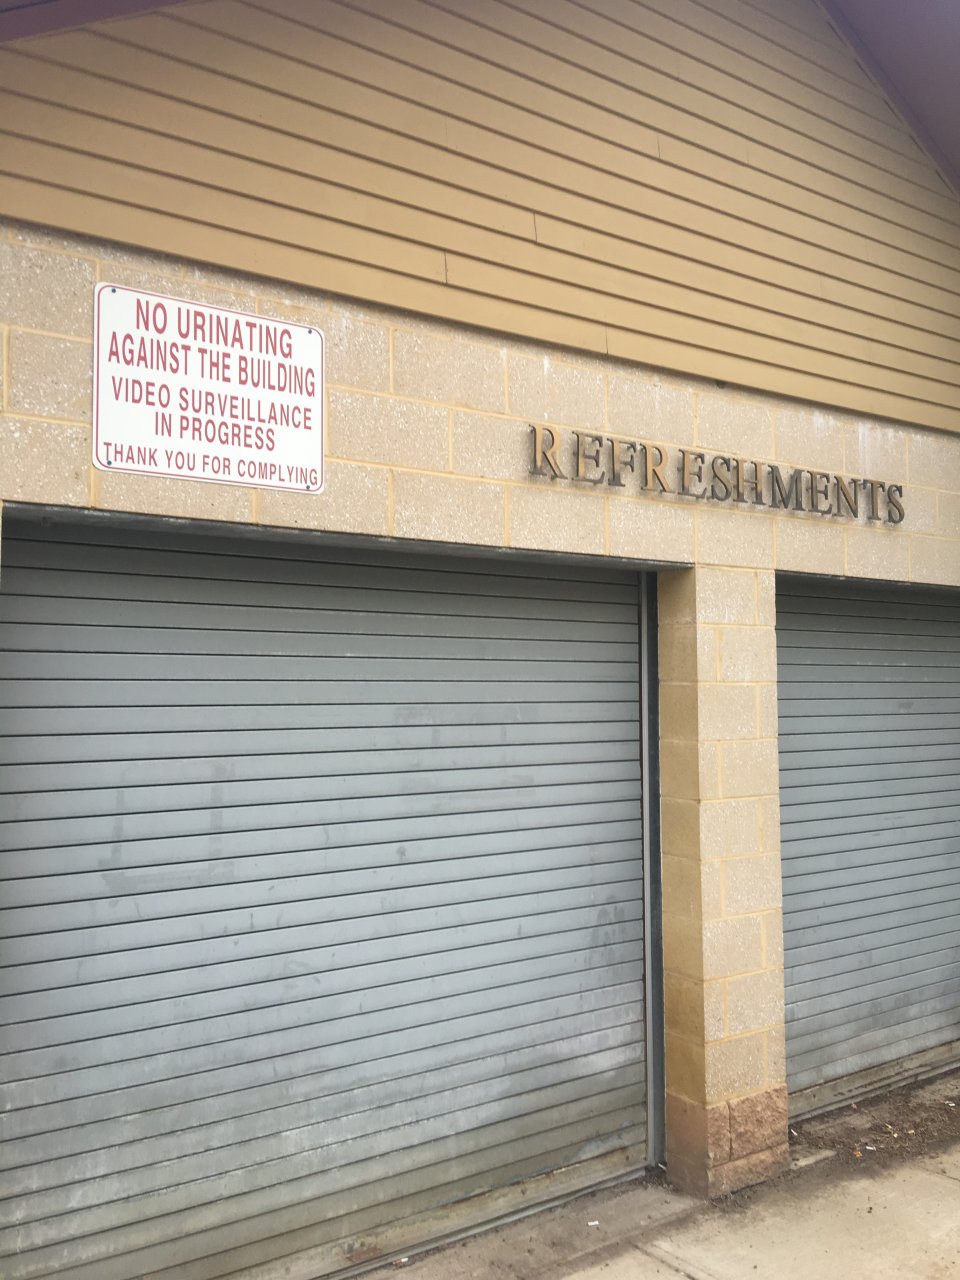 NO URINATING
AGAINST THE BUILDING
VIDEO SURVEILLANCE
IN PROGRESS
THANK YOU FOR COMPLYING
REFRESHMENTS